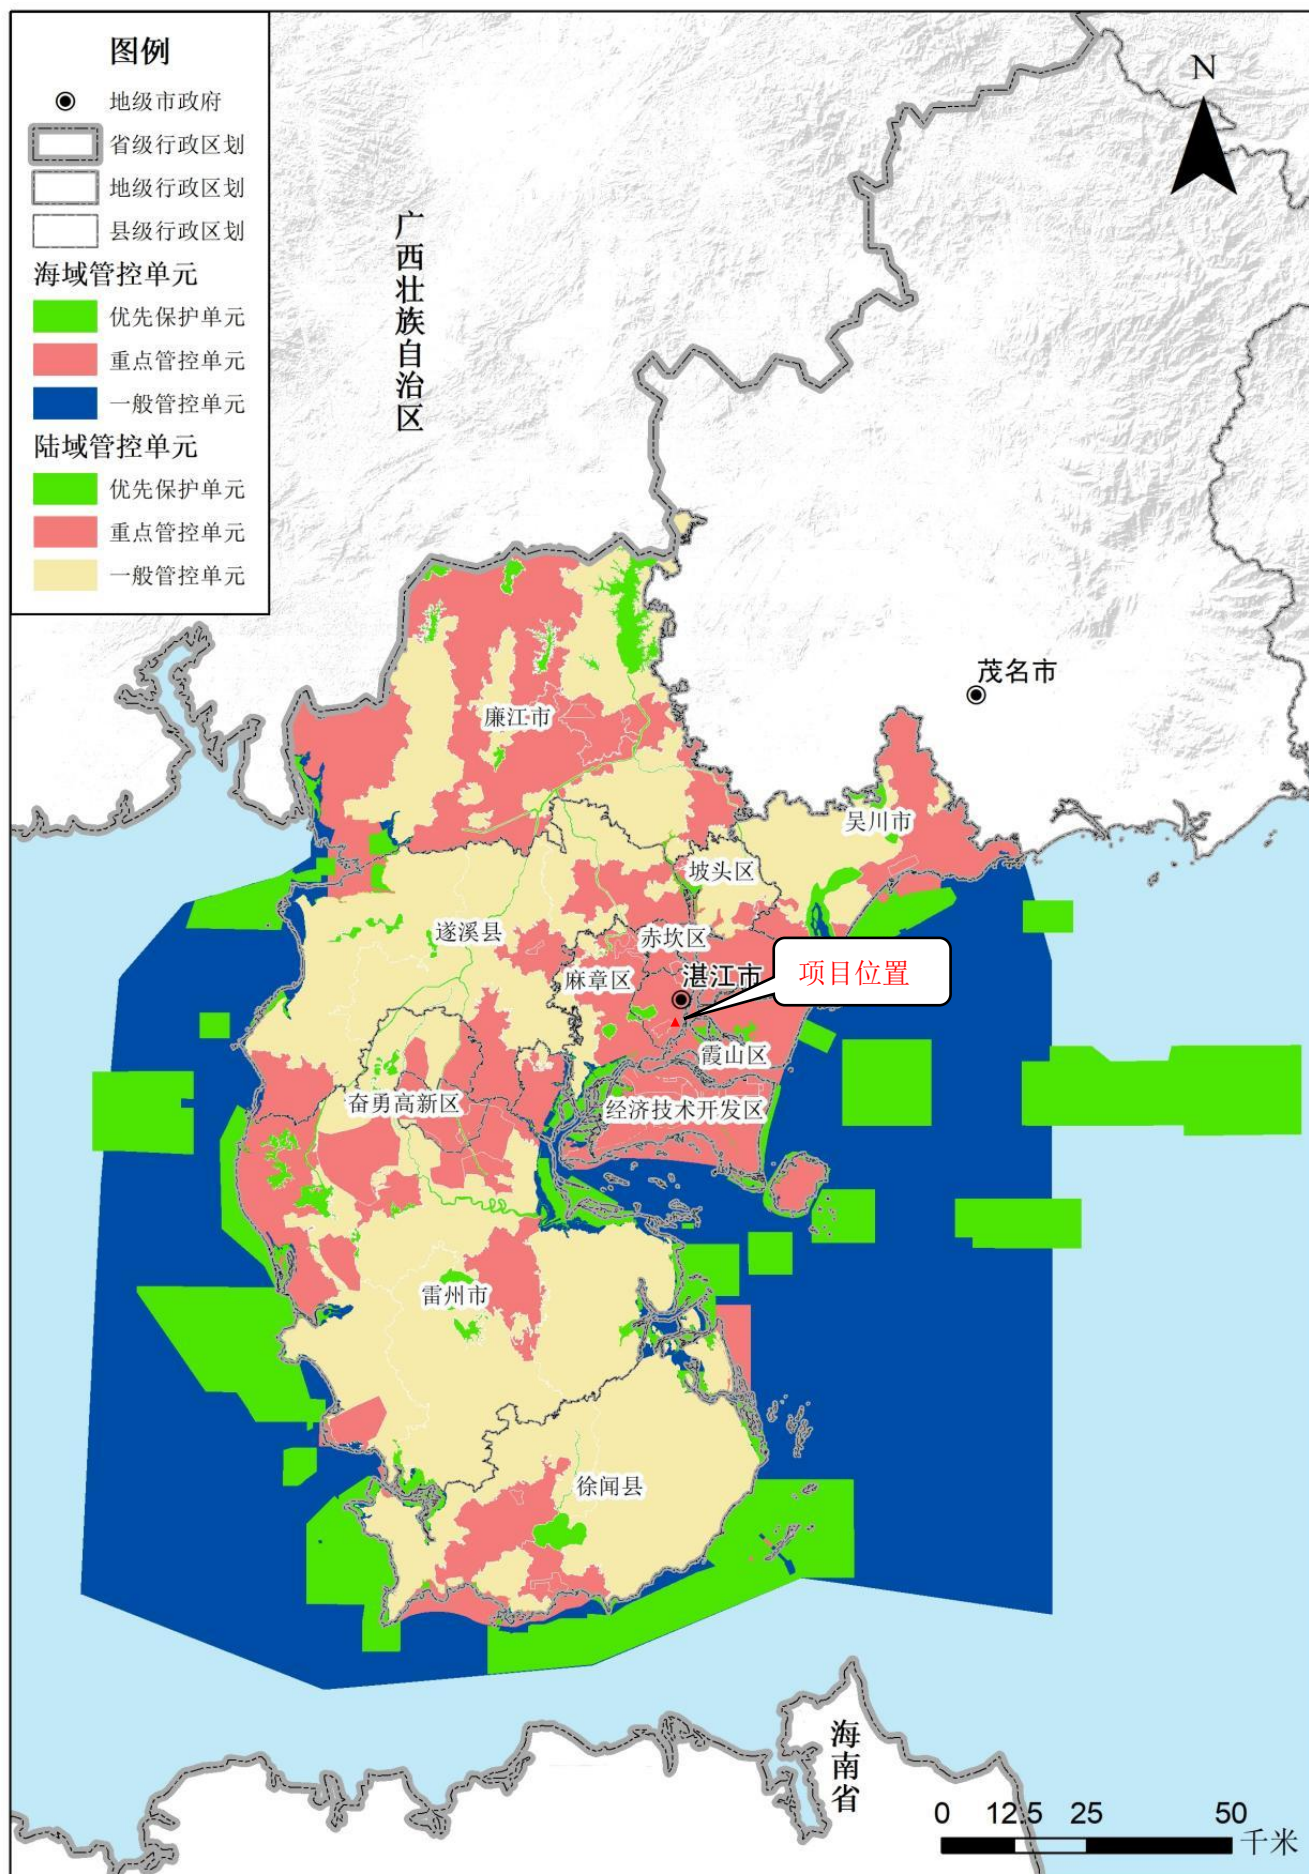 图例
地级市政府
省级行政区划
地级行政区划
县级行政区划
海域管控单元
优先保护单元
重点管控单元
一般管控单元
陆域管控单元
优先保护单元
重点管控单元
一般管控单元
N
广西壮族自治区
茂名市
廉江市
吴川市
坡头区
遂溪县
赤坎区
麻章区
湛江市
项目位置
霞山区
奋勇高新区
经济技术开发区
雷州市
徐闻县
海南省
0 12.5 25 50
千米